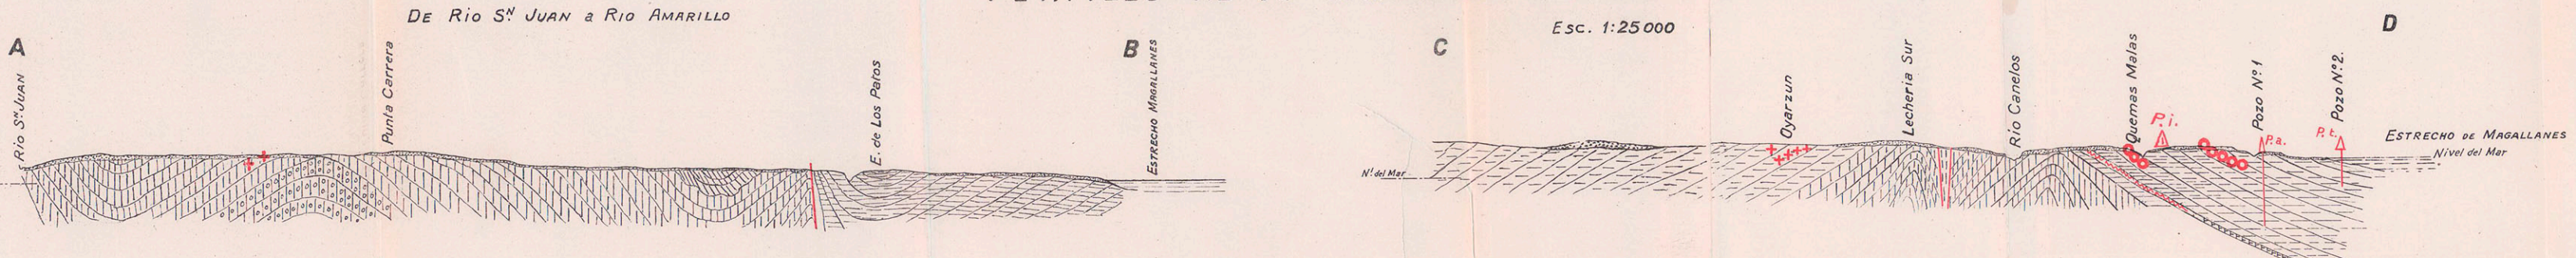 DE RIO Sⁿ. JUAN a RIO AMARILLO
A
Rio Sⁿ. JUAN
Punta Carrera
E. de Los Patos
B
ESTRECHO MAGALLANES
Esc. 1:25000
C
Nˡ. del Mar
Oyarzun
Lecheria Sur
Rio Canelos
Quemas Malas
P.i.
Pozo Nº.1
P.a.
Pozo Nº.2.
P.t.
D
ESTRECHO DE MAGALLANES
Nivel del Mar